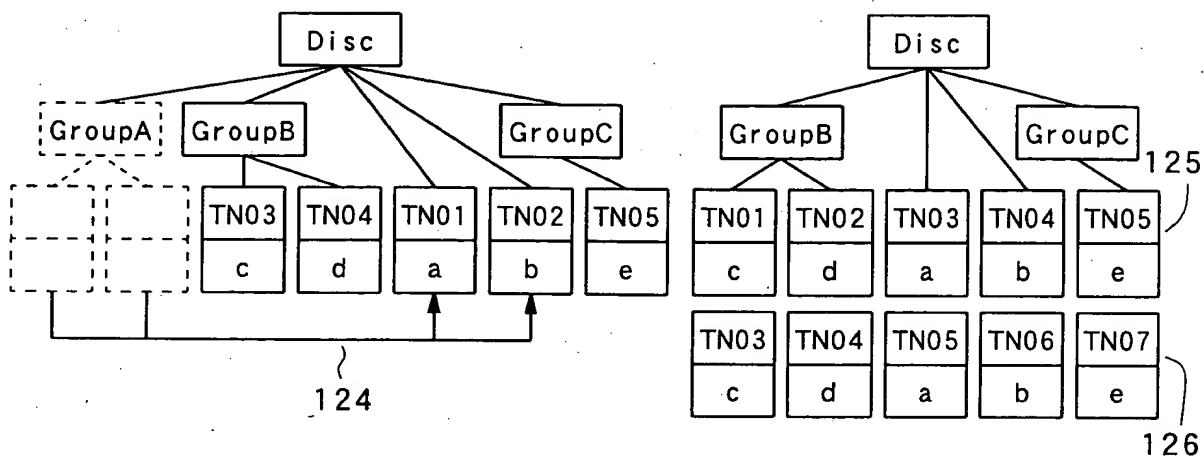 Disc
GroupA GroupB GroupC
TN03 TN04 TN01 TN02 TN05
c d a b e
124
Disc
GroupB GroupC
125
TN01 TN02 TN03 TN04 TN05
c d a b e
TN03 TN04 TN05 TN06 TN07
c d a b e
126